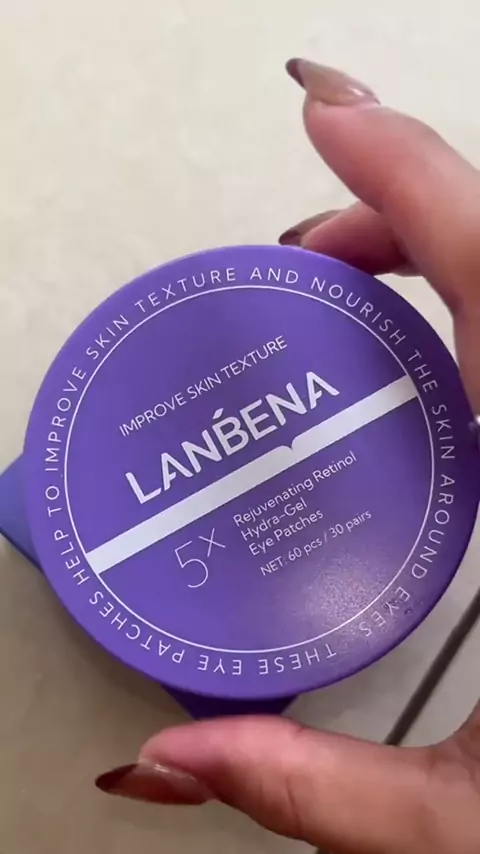 IMPROVE SKIN TEXTURE
LANBENA
5X
Rejuvenating Retinol
Hydra-Gel
Eye Patches
NET: 60 pcs / 30 pairs
THESE EYE PATCHES HELP TO IMPROVE SKIN TEXTURE AND NOURISH THE SKIN AROUND EYES.